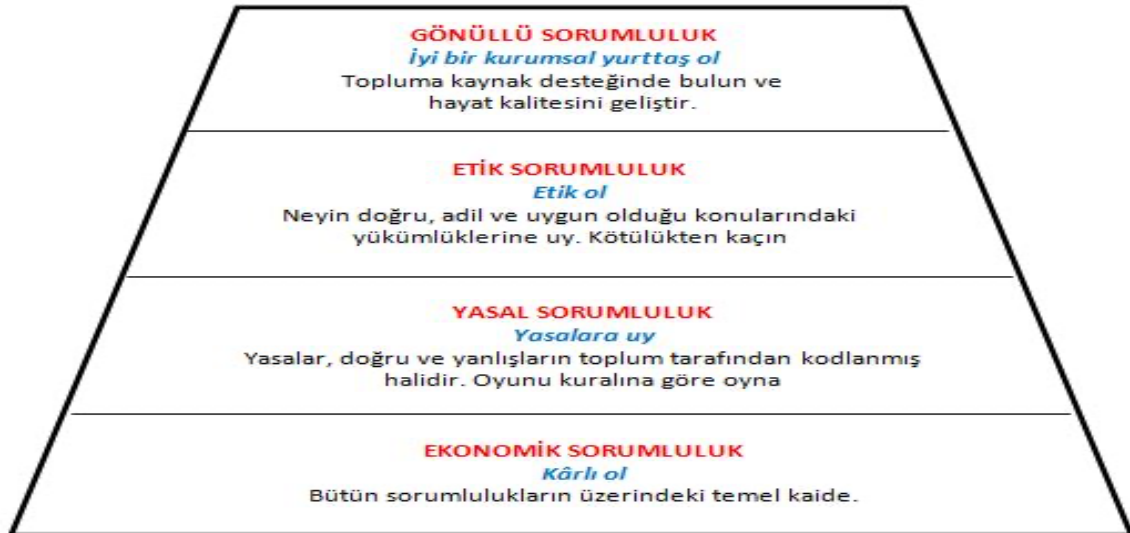 GÖNÜLLÜ SORUMLULUK
İyi bir kurumsal yurttaş ol
Topluma kaynak desteğinde bulun ve
hayat kalitesini geliştir.
ETİK SORUMLULUK
Etik ol
Neyin doğru, adil ve uygun olduğu konularındaki
yükümlüklerine uy. Kötülükten kaçın
YASAL SORUMLULUK
Yasalara uy
Yasalar, doğru ve yanlışların toplum tarafından kodlanmış
halidir. Oyunu kuralına göre oyna
EKONOMİK SORUMLULUK
Kârlı ol
Bütün sorumlulukların üzerindeki temel kaide.